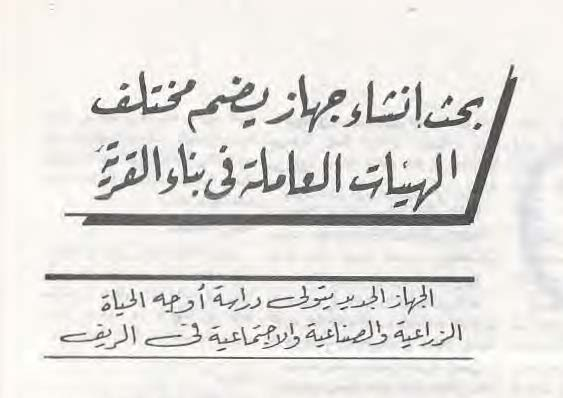 بحث انشاء جهاز يضم مختلف
الهيئات العاملة فى بناء القرية
الجهاز الجديد يتولى دراسة أوجه الحياة
الزراعية والصناعية والاجتماعية فى الريف